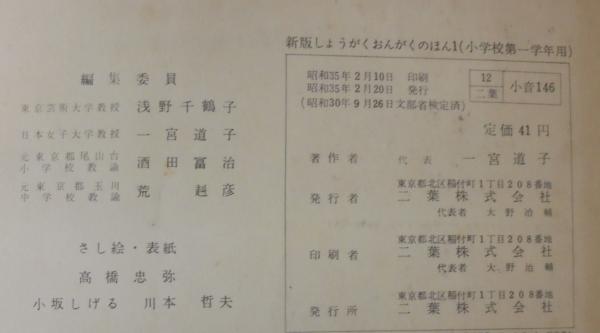 新版しょうがくおんがくのほん1(小学校第一学年用)
編集委員
東京芸術大学教授 浅野千鶴子
日本女子大学教授 一宮道子
元東京都尾山台小学校教諭 酒田冨治
元東京都玉川中学校教諭 荒 彦
さし絵・表紙
高橋忠弥
小坂しげる 川本哲夫
昭和35年2月10日 印刷
昭和35年2月20日 発行
(昭和30年9月26日文部省検定済)
12
二葉
小音146
定価 41円
著作者 代表 一宮道子
東京都北区稲付町1丁目208番地
発行者 二葉株式会社
代表者 大野治輔
東京都北区稲付町1丁目208番地
印刷者 二葉株式会社
代表者 大野治輔
東京都北区稲付町1丁目208番地
発行所 二葉株式会社